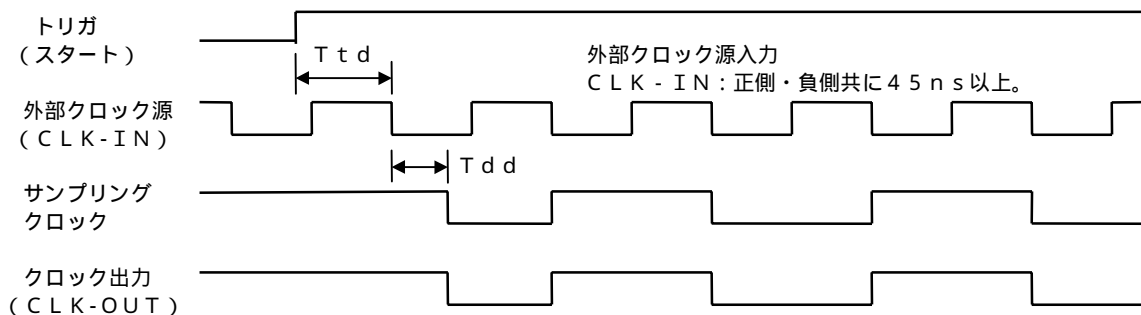 トリガ
(スタート)
Ttd
外部クロック源入力
CLK-IN:正側・負側共に45ns以上。
外部クロック源
(CLK-IN)
Tdd
サンプリング
クロック
クロック出力
(CLK-OUT)